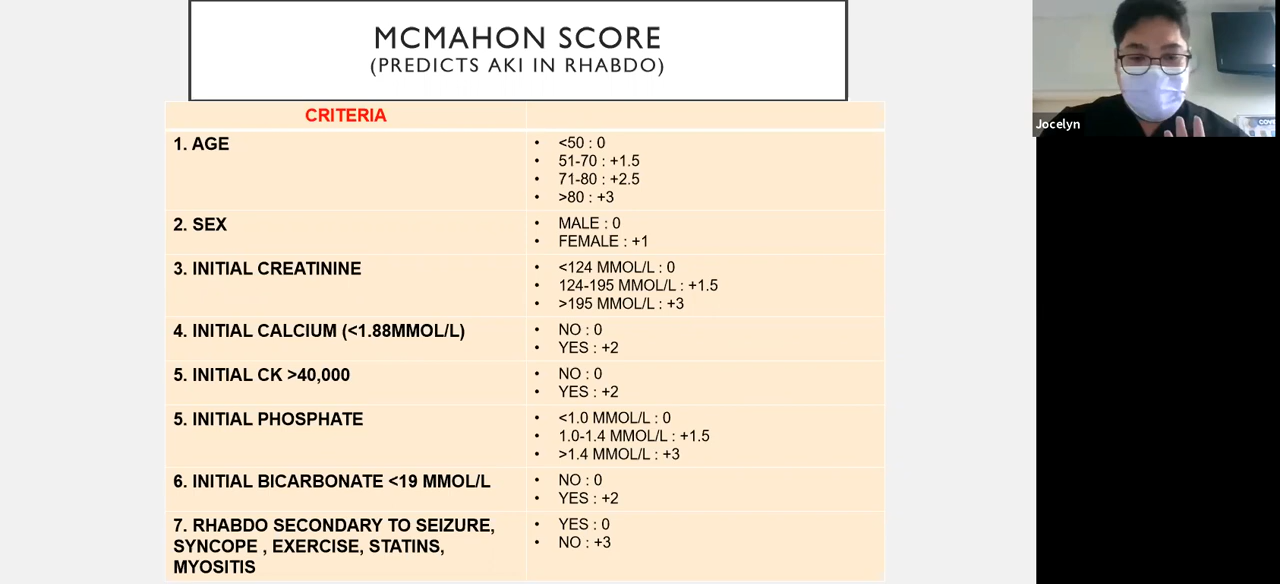 MCMAHON SCORE
(PREDICTS AKI IN RHABDO)
CRITERIA
1. AGE
• <50 : 0
• 51-70 : +1.5
• 71-80 : +2.5
• >80 : +3
2. SEX
• MALE : 0
• FEMALE : +1
3. INITIAL CREATININE
• <124 MMOL/L : 0
• 124-195 MMOL/L : +1.5
• >195 MMOL/L : +3
4. INITIAL CALCIUM (<1.88MMOL/L)
• NO : 0
• YES : +2
5. INITIAL CK >40,000
• NO : 0
• YES : +2
5. INITIAL PHOSPHATE
• <1.0 MMOL/L : 0
• 1.0-1.4 MMOL/L : +1.5
• >1.4 MMOL/L : +3
6. INITIAL BICARBONATE <19 MMOL/L
• NO : 0
• YES : +2
7. RHABDO SECONDARY TO SEIZURE,
SYNCOPE , EXERCISE, STATINS,
MYOSITIS
• YES : 0
• NO : +3
Jocelyn